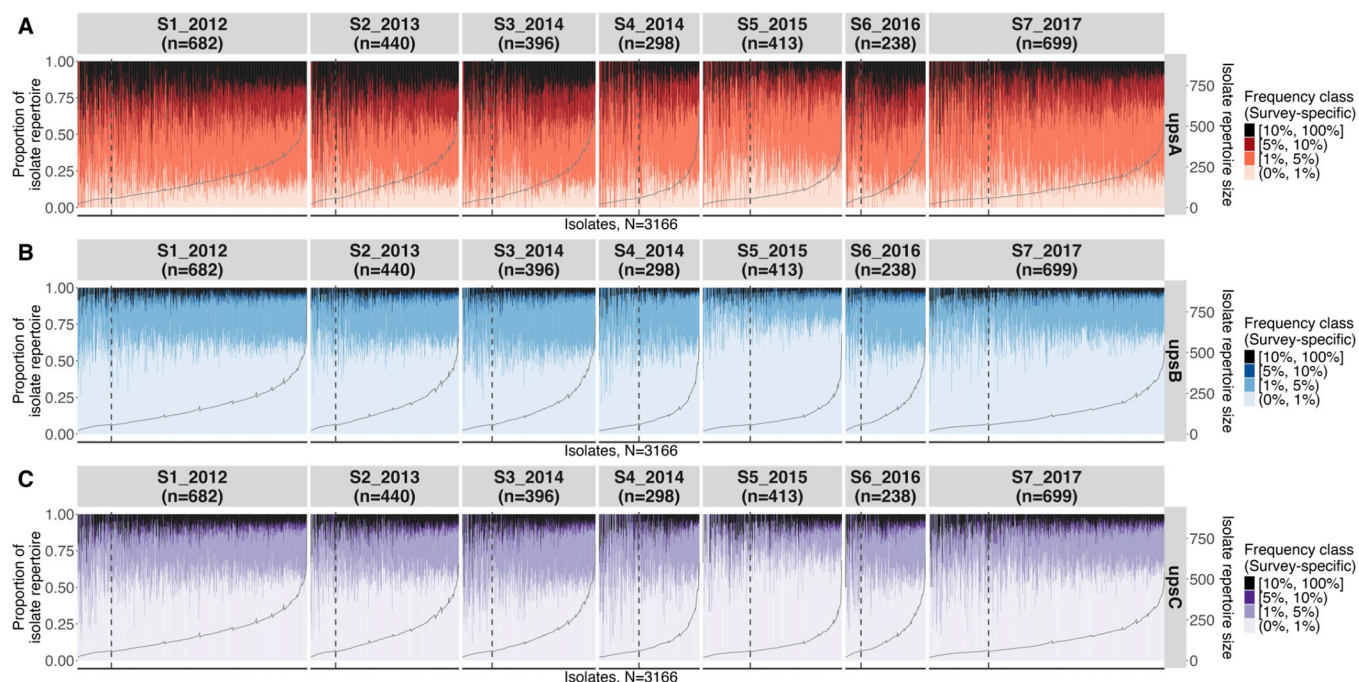 A
S1_2012
(n=682)
S2_2013
(n=440)
S3_2014
(n=396)
S4_2014
(n=298)
S5_2015
(n=413)
S6_2016
(n=238)
S7_2017
(n=699)
Proportion of
isolate repertoire
1.00
0.75
0.50
0.25
0.00
750
500
250
0
Isolate repertoire size
upsA
Isolates, N=3166
Frequency class
(Survey-specific)
[10%, 100%]
[5%, 10%)
[1%, 5%)
(0%, 1%)
B
S1_2012
(n=682)
S2_2013
(n=440)
S3_2014
(n=396)
S4_2014
(n=298)
S5_2015
(n=413)
S6_2016
(n=238)
S7_2017
(n=699)
Proportion of
isolate repertoire
1.00
0.75
0.50
0.25
0.00
750
500
250
0
Isolate repertoire size
upsB
Isolates, N=3166
Frequency class
(Survey-specific)
[10%, 100%]
[5%, 10%)
[1%, 5%)
(0%, 1%)
C
S1_2012
(n=682)
S2_2013
(n=440)
S3_2014
(n=396)
S4_2014
(n=298)
S5_2015
(n=413)
S6_2016
(n=238)
S7_2017
(n=699)
Proportion of
isolate repertoire
1.00
0.75
0.50
0.25
0.00
750
500
250
0
Isolate repertoire size
upsC
Isolates, N=3166
Frequency class
(Survey-specific)
[10%, 100%]
[5%, 10%)
[1%, 5%)
(0%, 1%)